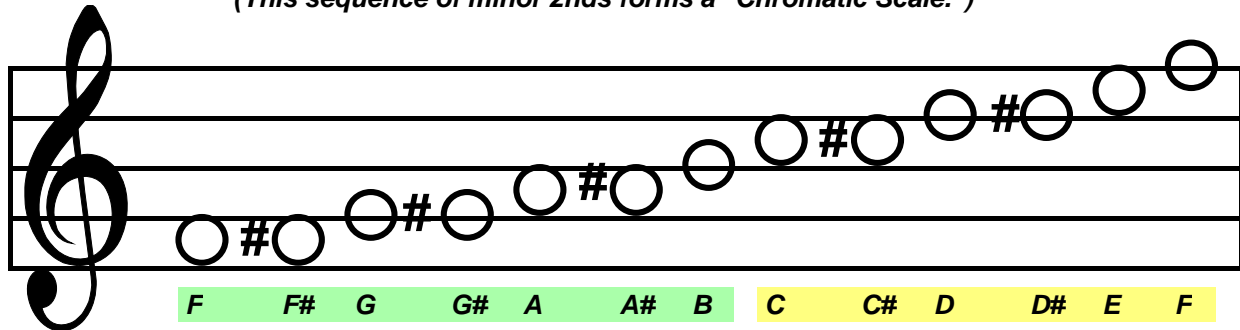 (This sequence of minor 2nds forms a "Chromatic Scale.")
# # # # #
F F# G G# A A# B C C# D D# E F